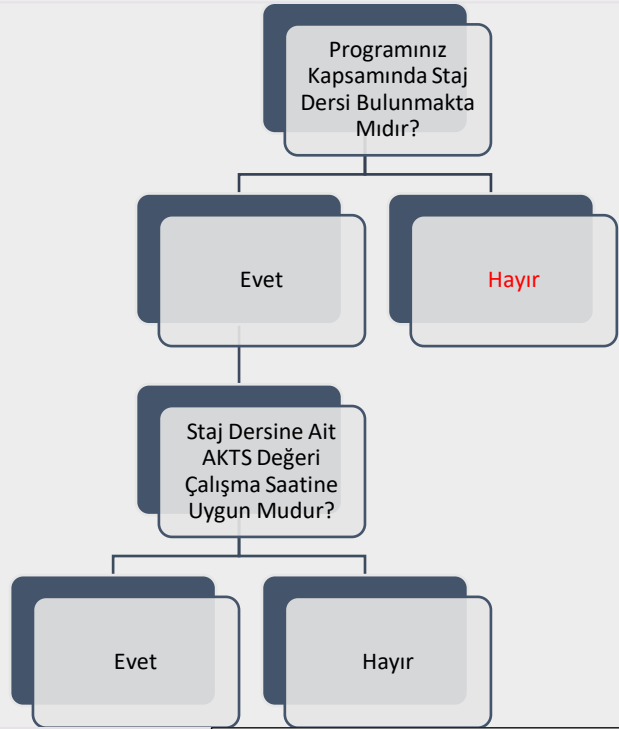 Programınız
Kapsamında Staj
Dersi Bulunmakta
Mıdır?
Evet
Hayır
Staj Dersine Ait
AKTS Değeri
Çalışma Saatine
Uygun Mudur?
Evet
Hayır